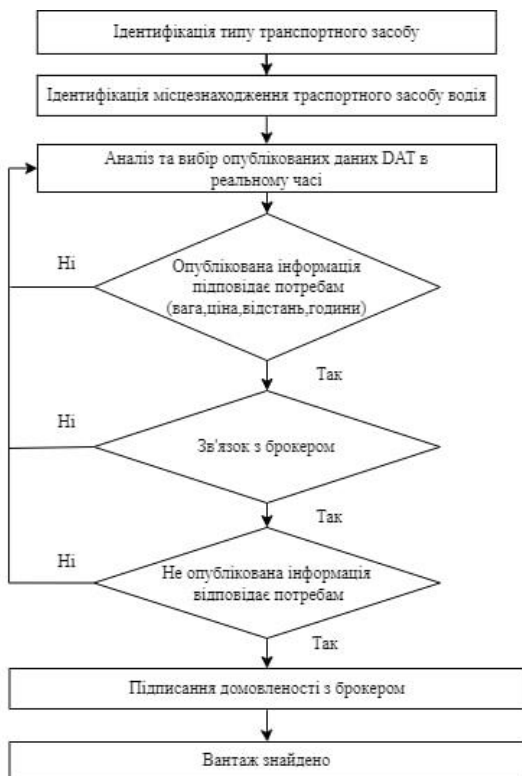 Ідентифікація типу транспортного засобу
Ідентифікація місцезнаходження траспортного засобу водія
Аналіз та вибір опублікованих даних DAT в
реальному часі
Ні
Опублікована інформація
підповідає потребам
(вага,ціна,відстань,години)
Так
Ні
Зв'язок з брокером
Так
Ні
Не опублікована інформація
відповідає потребам
Так
Підписання домовленості з брокером
Вантаж знайдено